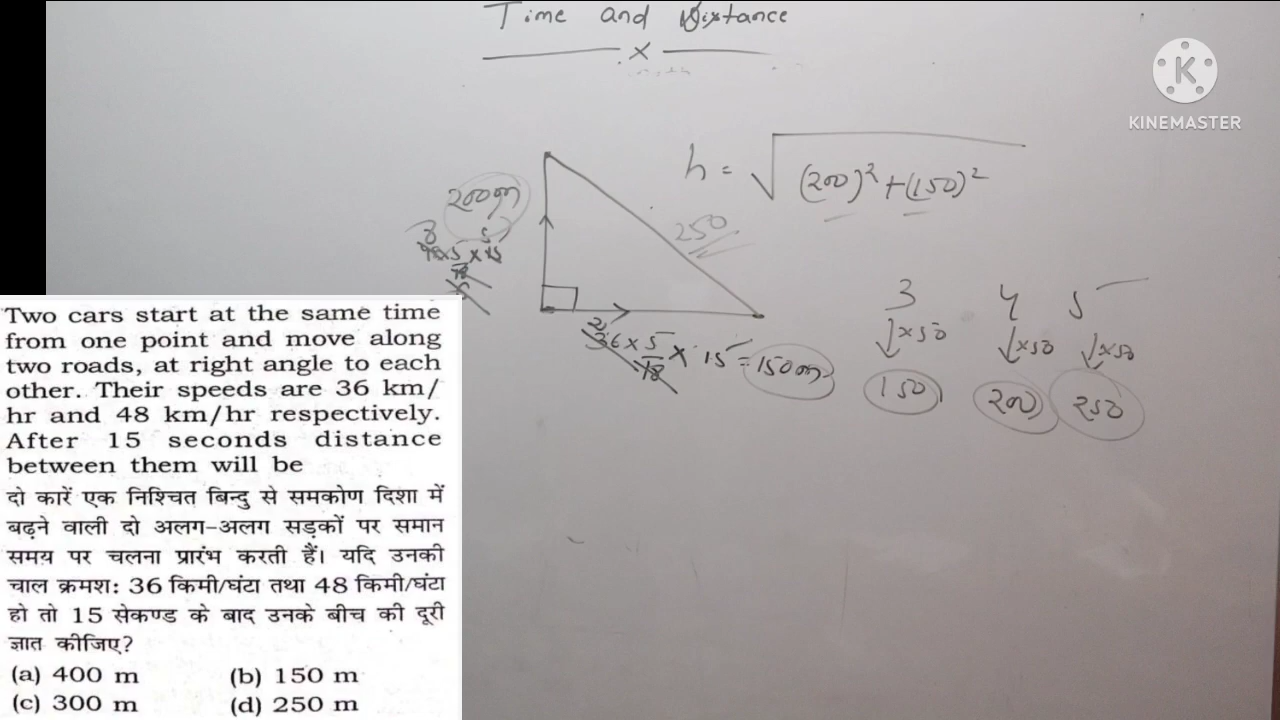 Time and Distance
x
KINEMASTER
h = √(200)² + (150)²
200m
250
36 × 5/18 × 15 = 150m
3 4 5
×50 ×50 ×50
150 200 250
Two cars start at the same time
from one point and move along
two roads, at right angle to each
other. Their speeds are 36 km/
hr and 48 km/hr respectively.
After 15 seconds distance
between them will be
दो कारें एक निश्चित बिन्दु से समकोण दिशा में
बढ़ने वाली दो अलग-अलग सड़कों पर समान
समय पर चलना प्रारंभ करती हैं। यदि उनकी
चाल क्रमश: 36 किमी/घंटा तथा 48 किमी/घंटा
हो तो 15 सेकण्ड के बाद उनके बीच की दूरी
ज्ञात कीजिए?
(a) 400 m (b) 150 m
(c) 300 m (d) 250 m